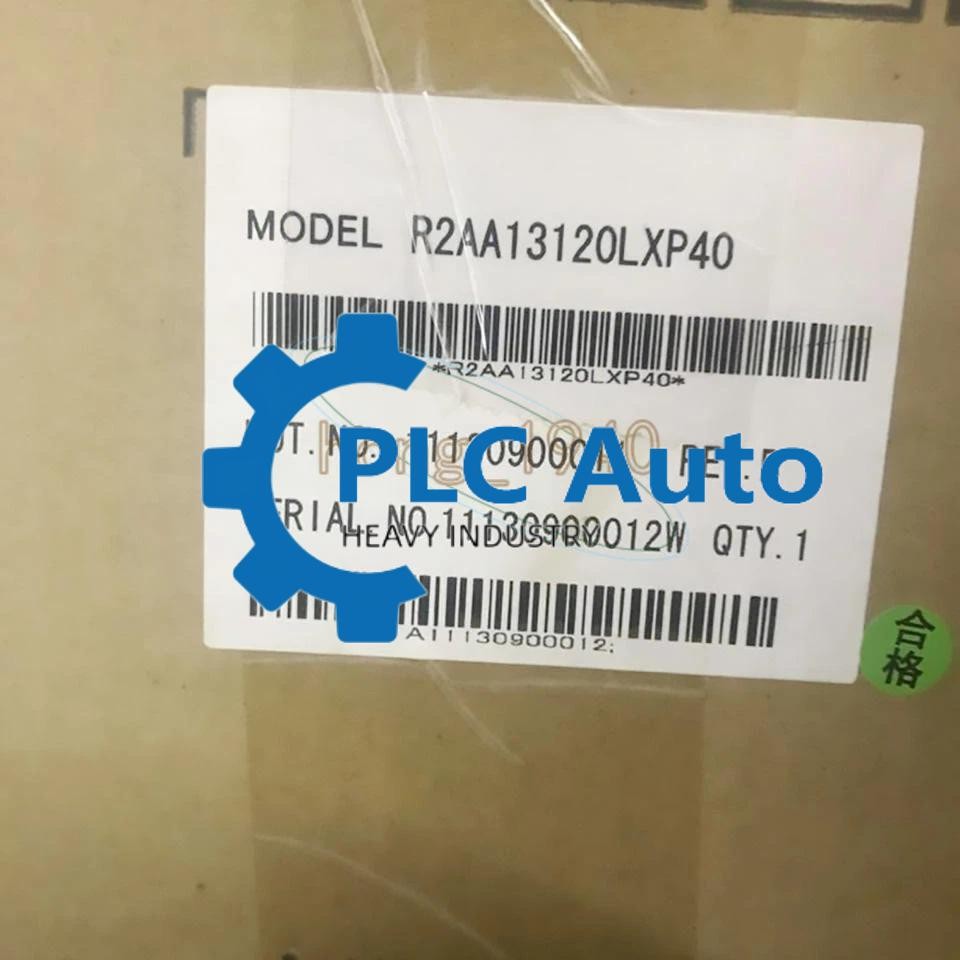 MODEL R2AA13120LXP40
*R2AA13120LXP40*
PLC Auto
HEAVY INDUSTRY
QTY.1
A11130900012;
合格